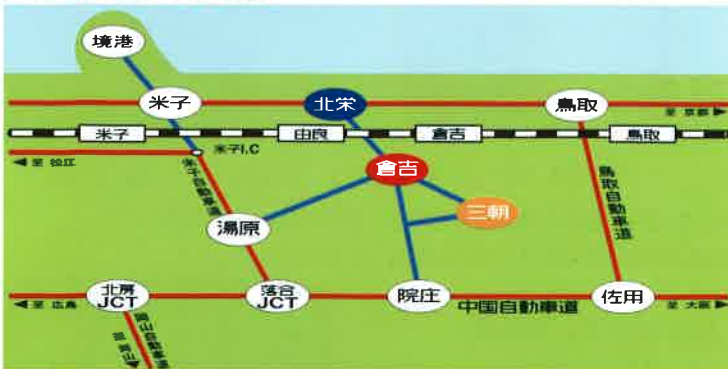 境港
米子
北栄
鳥取
至 京都
米子
由良
倉吉
鳥取
至 松江
米子I.C
米子自動車道
倉吉
三朝
湯原
鳥取自動車道
北房
JCT
落合
JCT
院庄
中国自動車道
佐用
至 広島
至 大阪
至 岡山
岡山自動車道